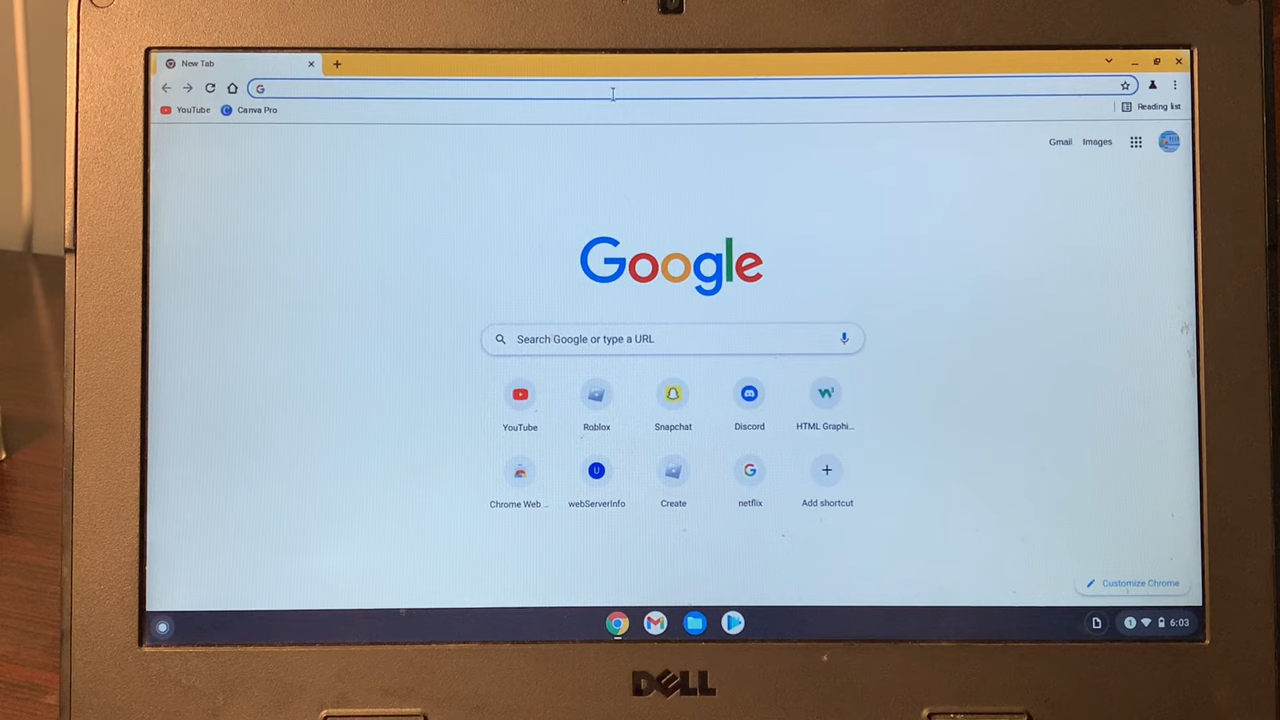 New Tab
YouTube Canva Pro Reading list
Gmail Images
Google
Search Google or type a URL
YouTube Roblox Snapchat Discord HTML Graphi...
Chrome Web ... webServerInfo Create netflix Add shortcut
Customize Chrome
1 6:03
DELL